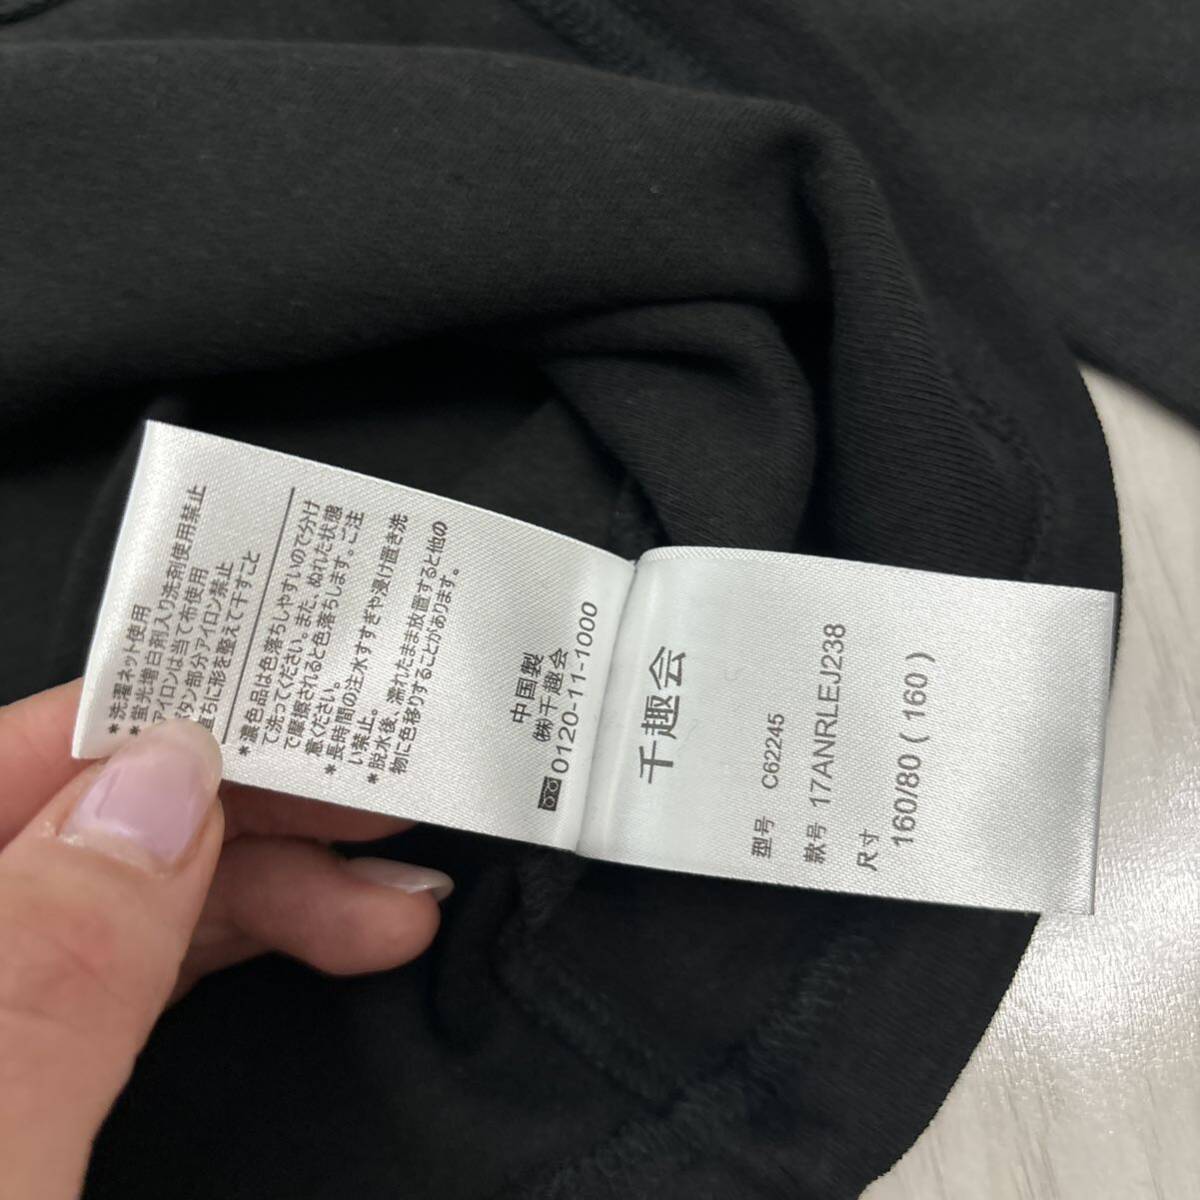 *洗濯ネット使用
*蛍光増白剤入り洗剤使用禁止
アイロンは当て布使用
タン部分アイロン禁止
直ちに形を整えて干すこと
*濃色品は色落ちしやすいので分け
て洗ってください。また、ぬれた状態
で摩擦されると色落ちします。ご注
意ください。
*長時間の注水すすぎや浸け置き洗
い禁止。
*脱水後、濡れたまま放置すると他の
物に色移りすることがあります。
中国製
㈱千趣会
0120-11-1000
千趣会
型号 C62245
款号 17ANRLEJ238
尺寸
160/80(160)